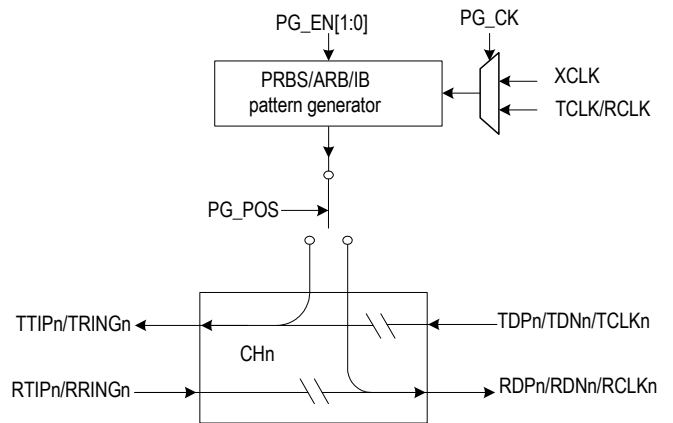 PG_EN[1:0]
PG_CK
PRBS/ARB/IB
pattern generator
XCLK
TCLK/RCLK
PG_POS
TTIPn/TRINGn
TDPn/TDNn/TCLKn
CHn
RTIPn/RRINGn
RDPn/RDNn/RCLKn